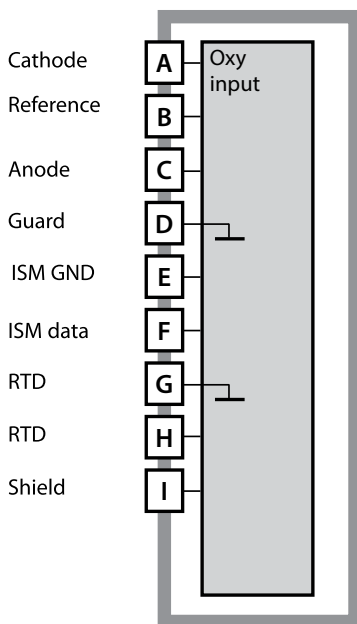 Cathode A Oxy
input
Reference B
Anode C
Guard D
ISM GND E
ISM data F
RTD G
RTD H
Shield I